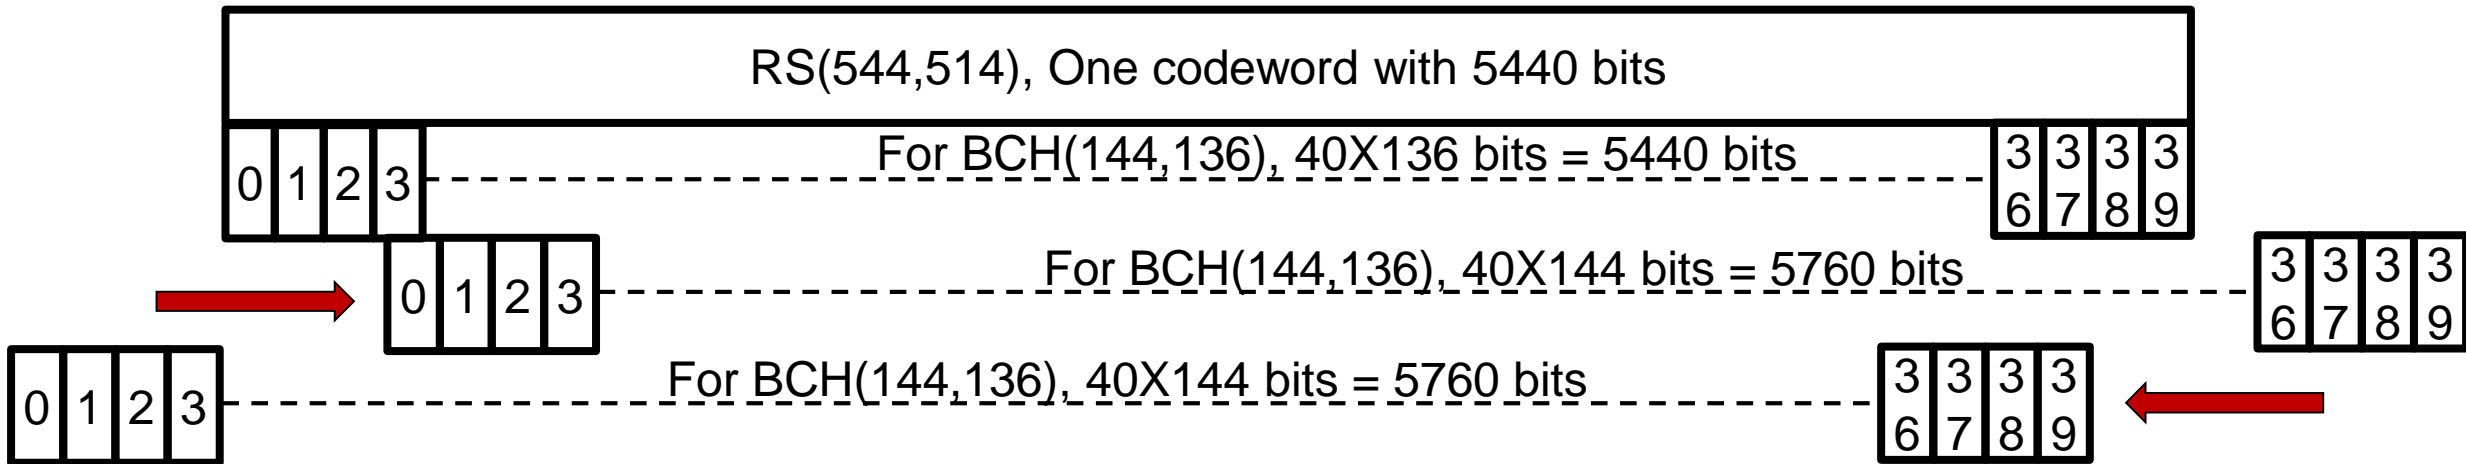 RS(544,514), One codeword with 5440 bits
0 1 2 3 For BCH(144,136), 40X136 bits = 5440 bits 36 37 38 39
0 1 2 3 For BCH(144,136), 40X144 bits = 5760 bits 36 37 38 39
0 1 2 3 For BCH(144,136), 40X144 bits = 5760 bits 36 37 38 39